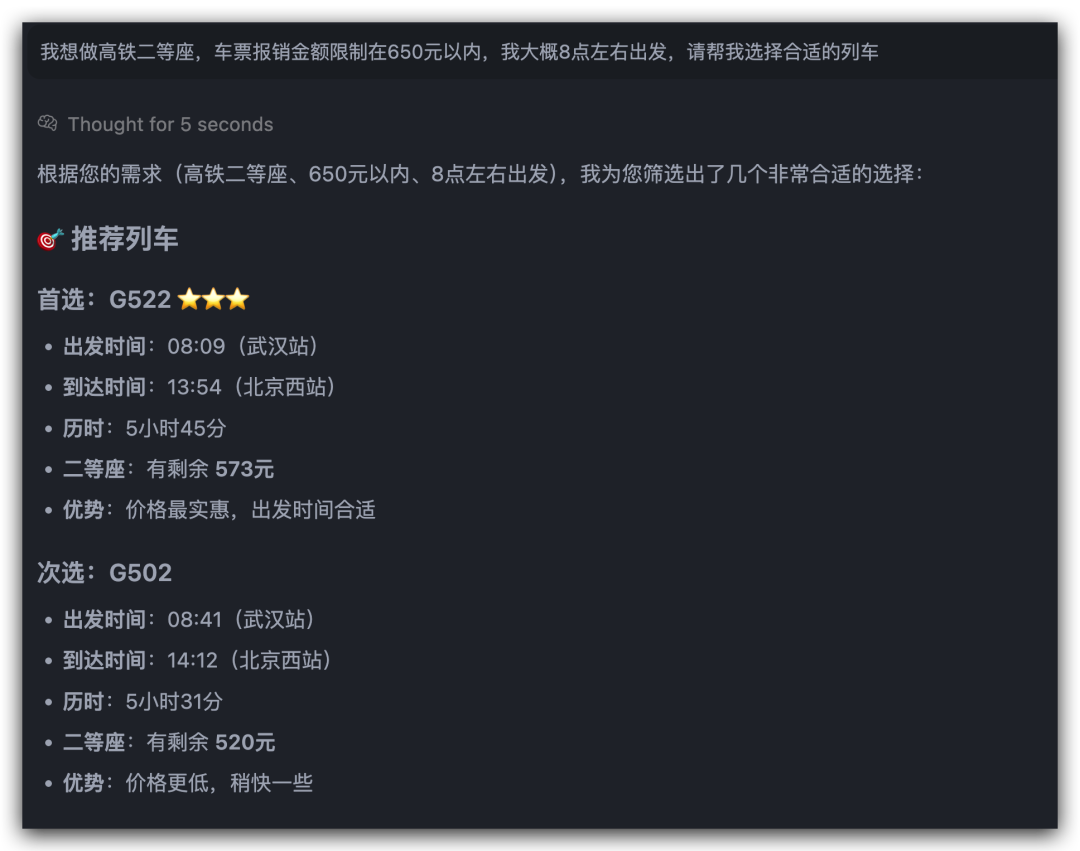 我想做高铁二等座，车票报销金额限制在650元以内，我大概8点左右出发，请帮我选择合适的列车
Thought for 5 seconds
根据您的需求（高铁二等座、650元以内、8点左右出发），我为您筛选出了几个非常合适的选择：
🎯 推荐列车
首选：G522 ⭐⭐⭐
• 出发时间：08:09（武汉站）
• 到达时间：13:54（北京西站）
• 历时：5小时45分
• 二等座：有剩余 573元
• 优势：价格最实惠，出发时间合适
次选：G502
• 出发时间：08:41（武汉站）
• 到达时间：14:12（北京西站）
• 历时：5小时31分
• 二等座：有剩余 520元
• 优势：价格更低，稍快一些